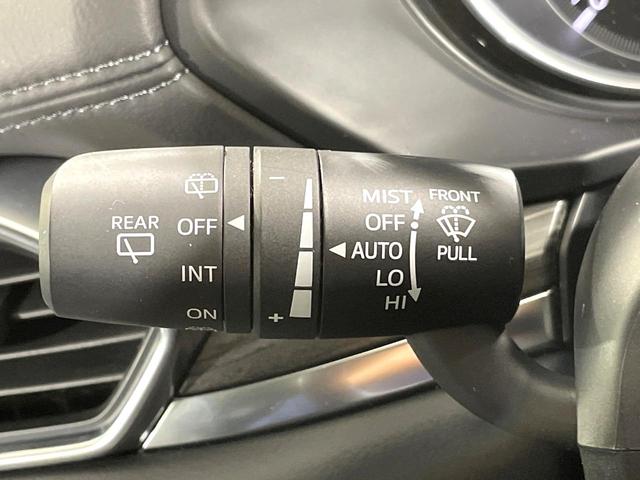 REAR
OFF
INT
ON
−
+
MIST
OFF
AUTO
LO
HI
FRONT
PULL